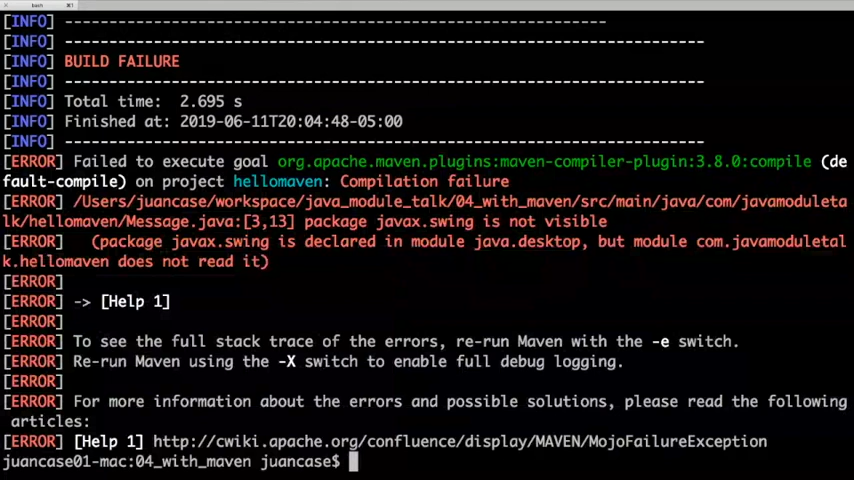 bash
⌘1
[INFO] ------------------------------------------------------------
[INFO] ------------------------------------------------------------------------
[INFO] BUILD FAILURE
[INFO] ------------------------------------------------------------------------
[INFO] Total time:  2.695 s
[INFO] Finished at: 2019-06-11T20:04:48-05:00
[INFO] ------------------------------------------------------------------------
[ERROR] Failed to execute goal org.apache.maven.plugins:maven-compiler-plugin:3.8.0:compile (de
fault-compile) on project hellomaven: Compilation failure
[ERROR] /Users/juancase/workspace/java_module_talk/04_with_maven/src/main/java/com/javamoduleta
lk/hellomaven/Message.java:[3,13] package javax.swing is not visible
[ERROR]   (package javax.swing is declared in module java.desktop, but module com.javamoduletal
k.hellomaven does not read it)
[ERROR]
[ERROR] -> [Help 1]
[ERROR]
[ERROR] To see the full stack trace of the errors, re-run Maven with the -e switch.
[ERROR] Re-run Maven using the -X switch to enable full debug logging.
[ERROR]
[ERROR] For more information about the errors and possible solutions, please read the following
 articles:
[ERROR] [Help 1] http://cwiki.apache.org/confluence/display/MAVEN/MojoFailureException
juancase01-mac:04_with_maven juancase$